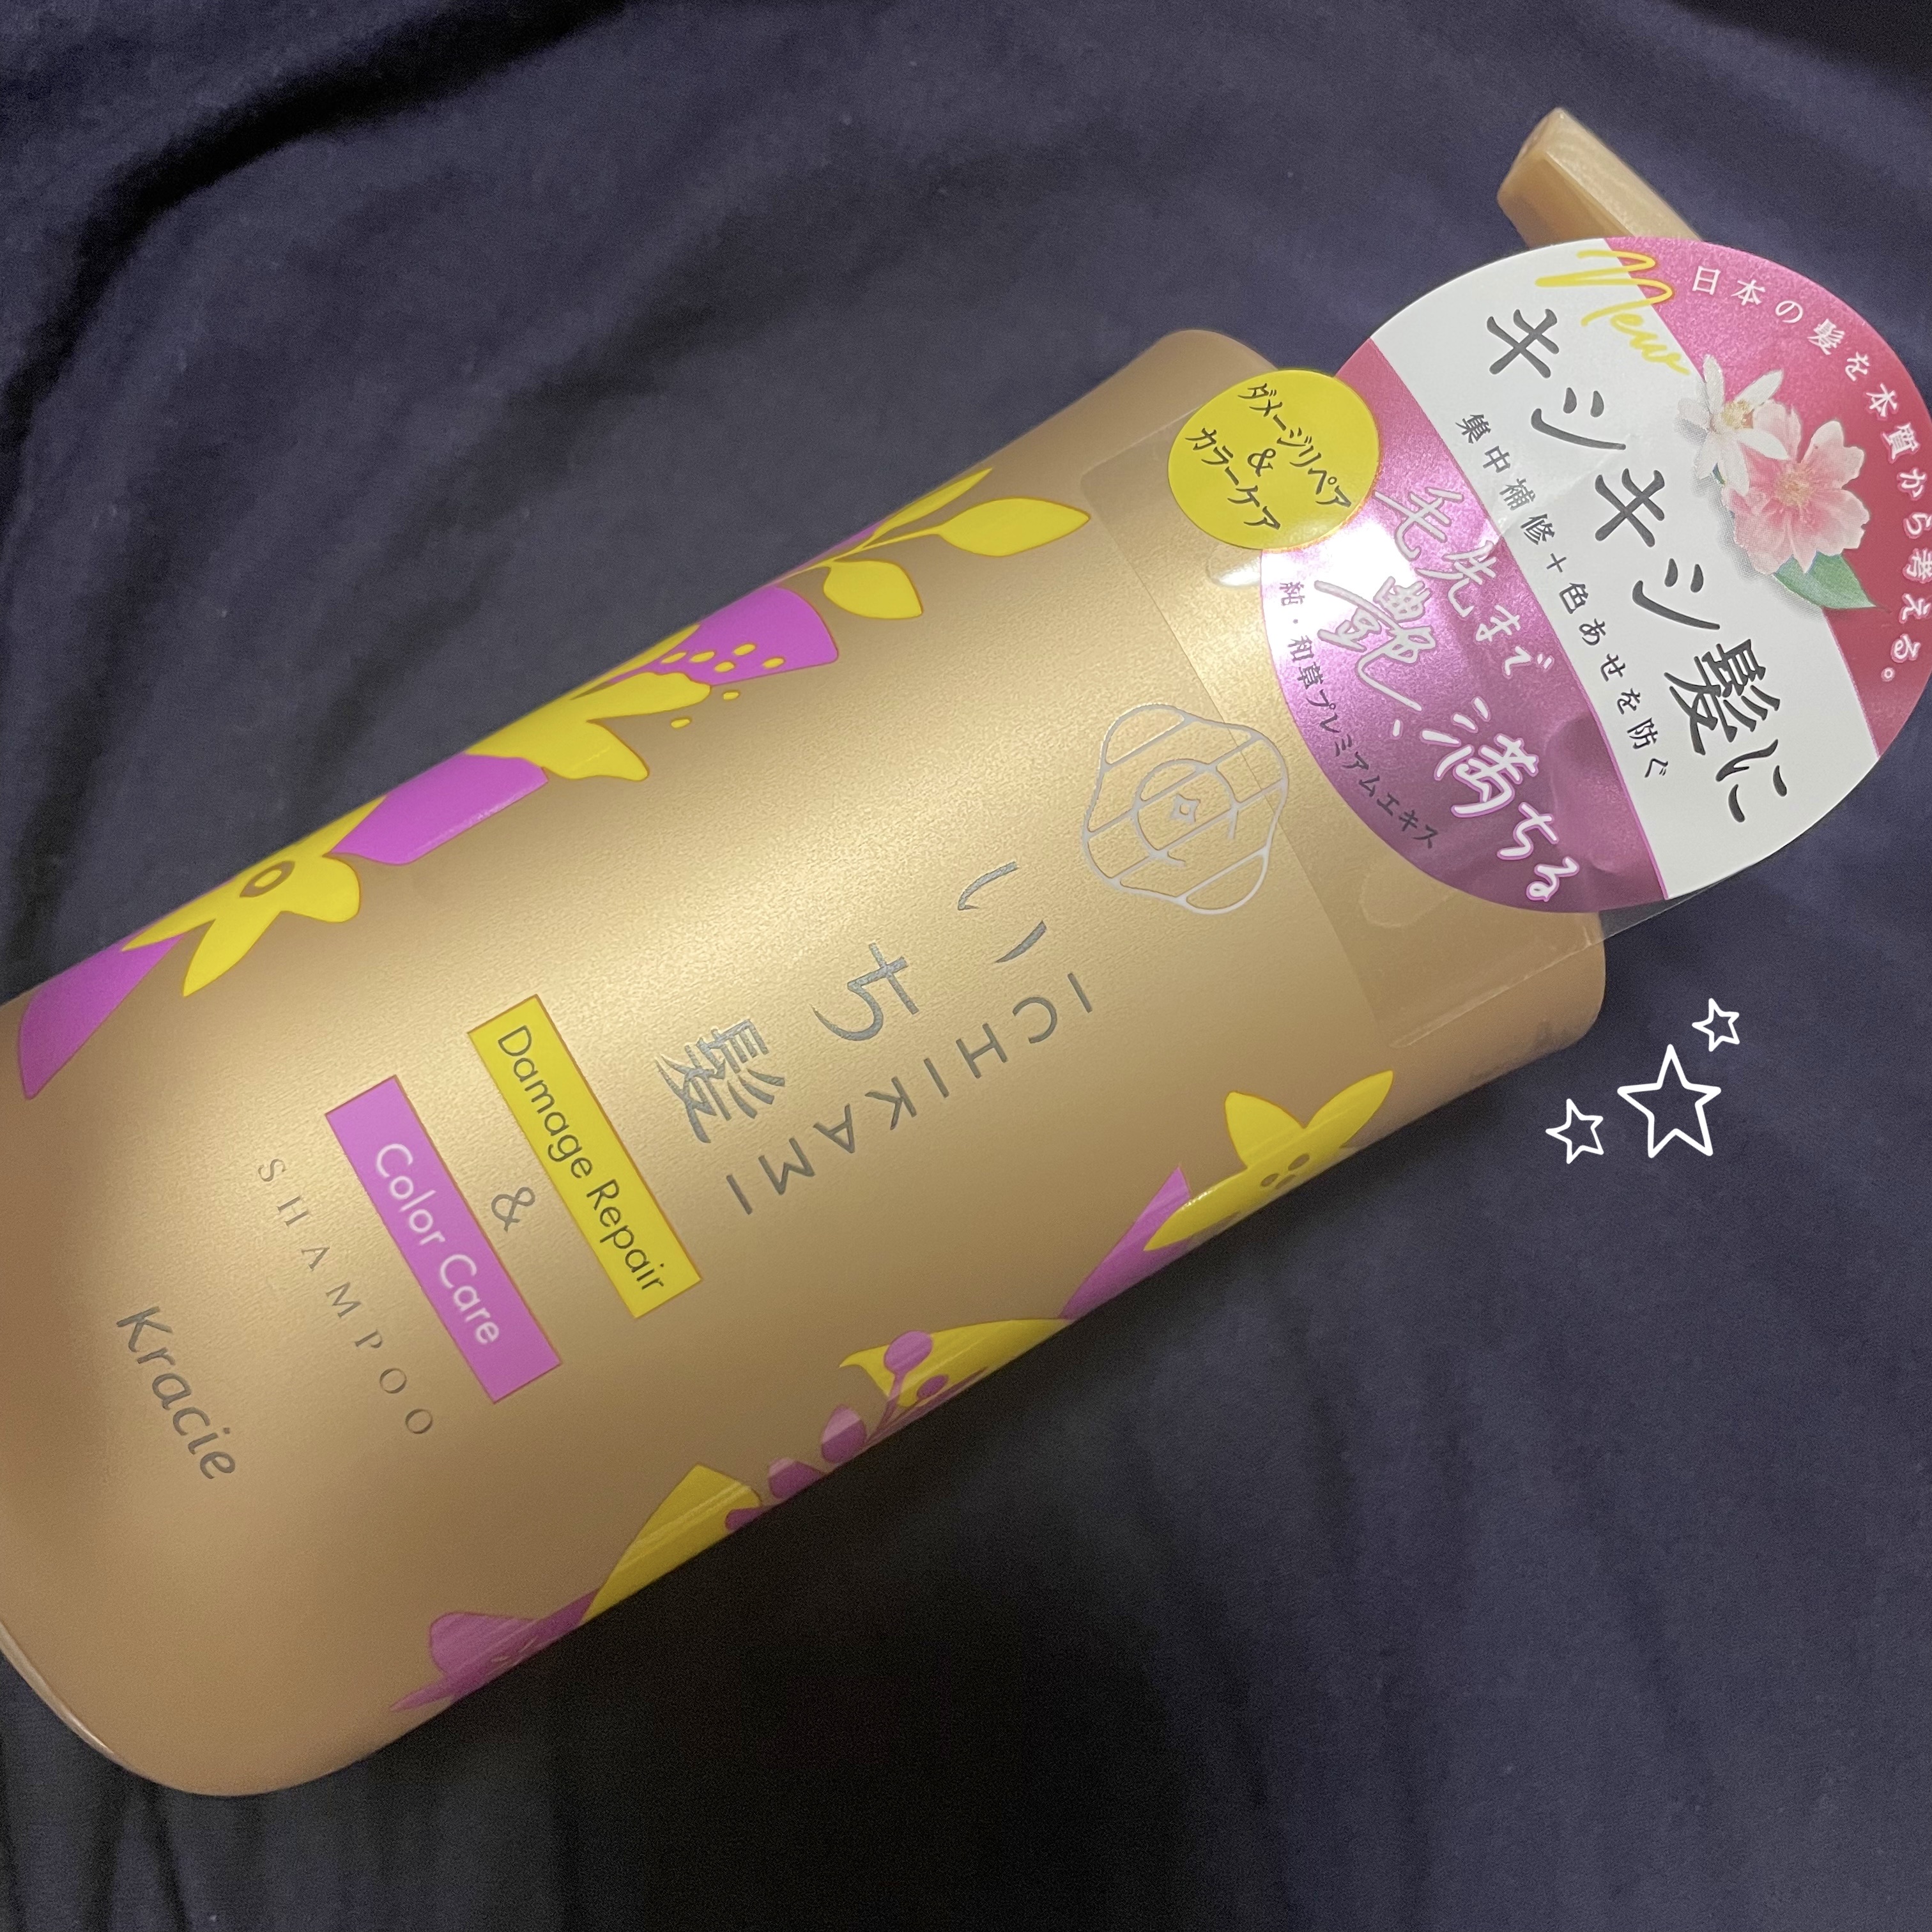 日本の髪を本質から考える。
New
キシキシ髪に
集中補修+色あせを防ぐ
毛先まで
艶、満ちる
純・和草プレミアムエキス
ダメージリペア
&
カラーケア
ICHIKAMI
いち髪
Damage Repair
&
Color Care
SHAMPOO
Kracie